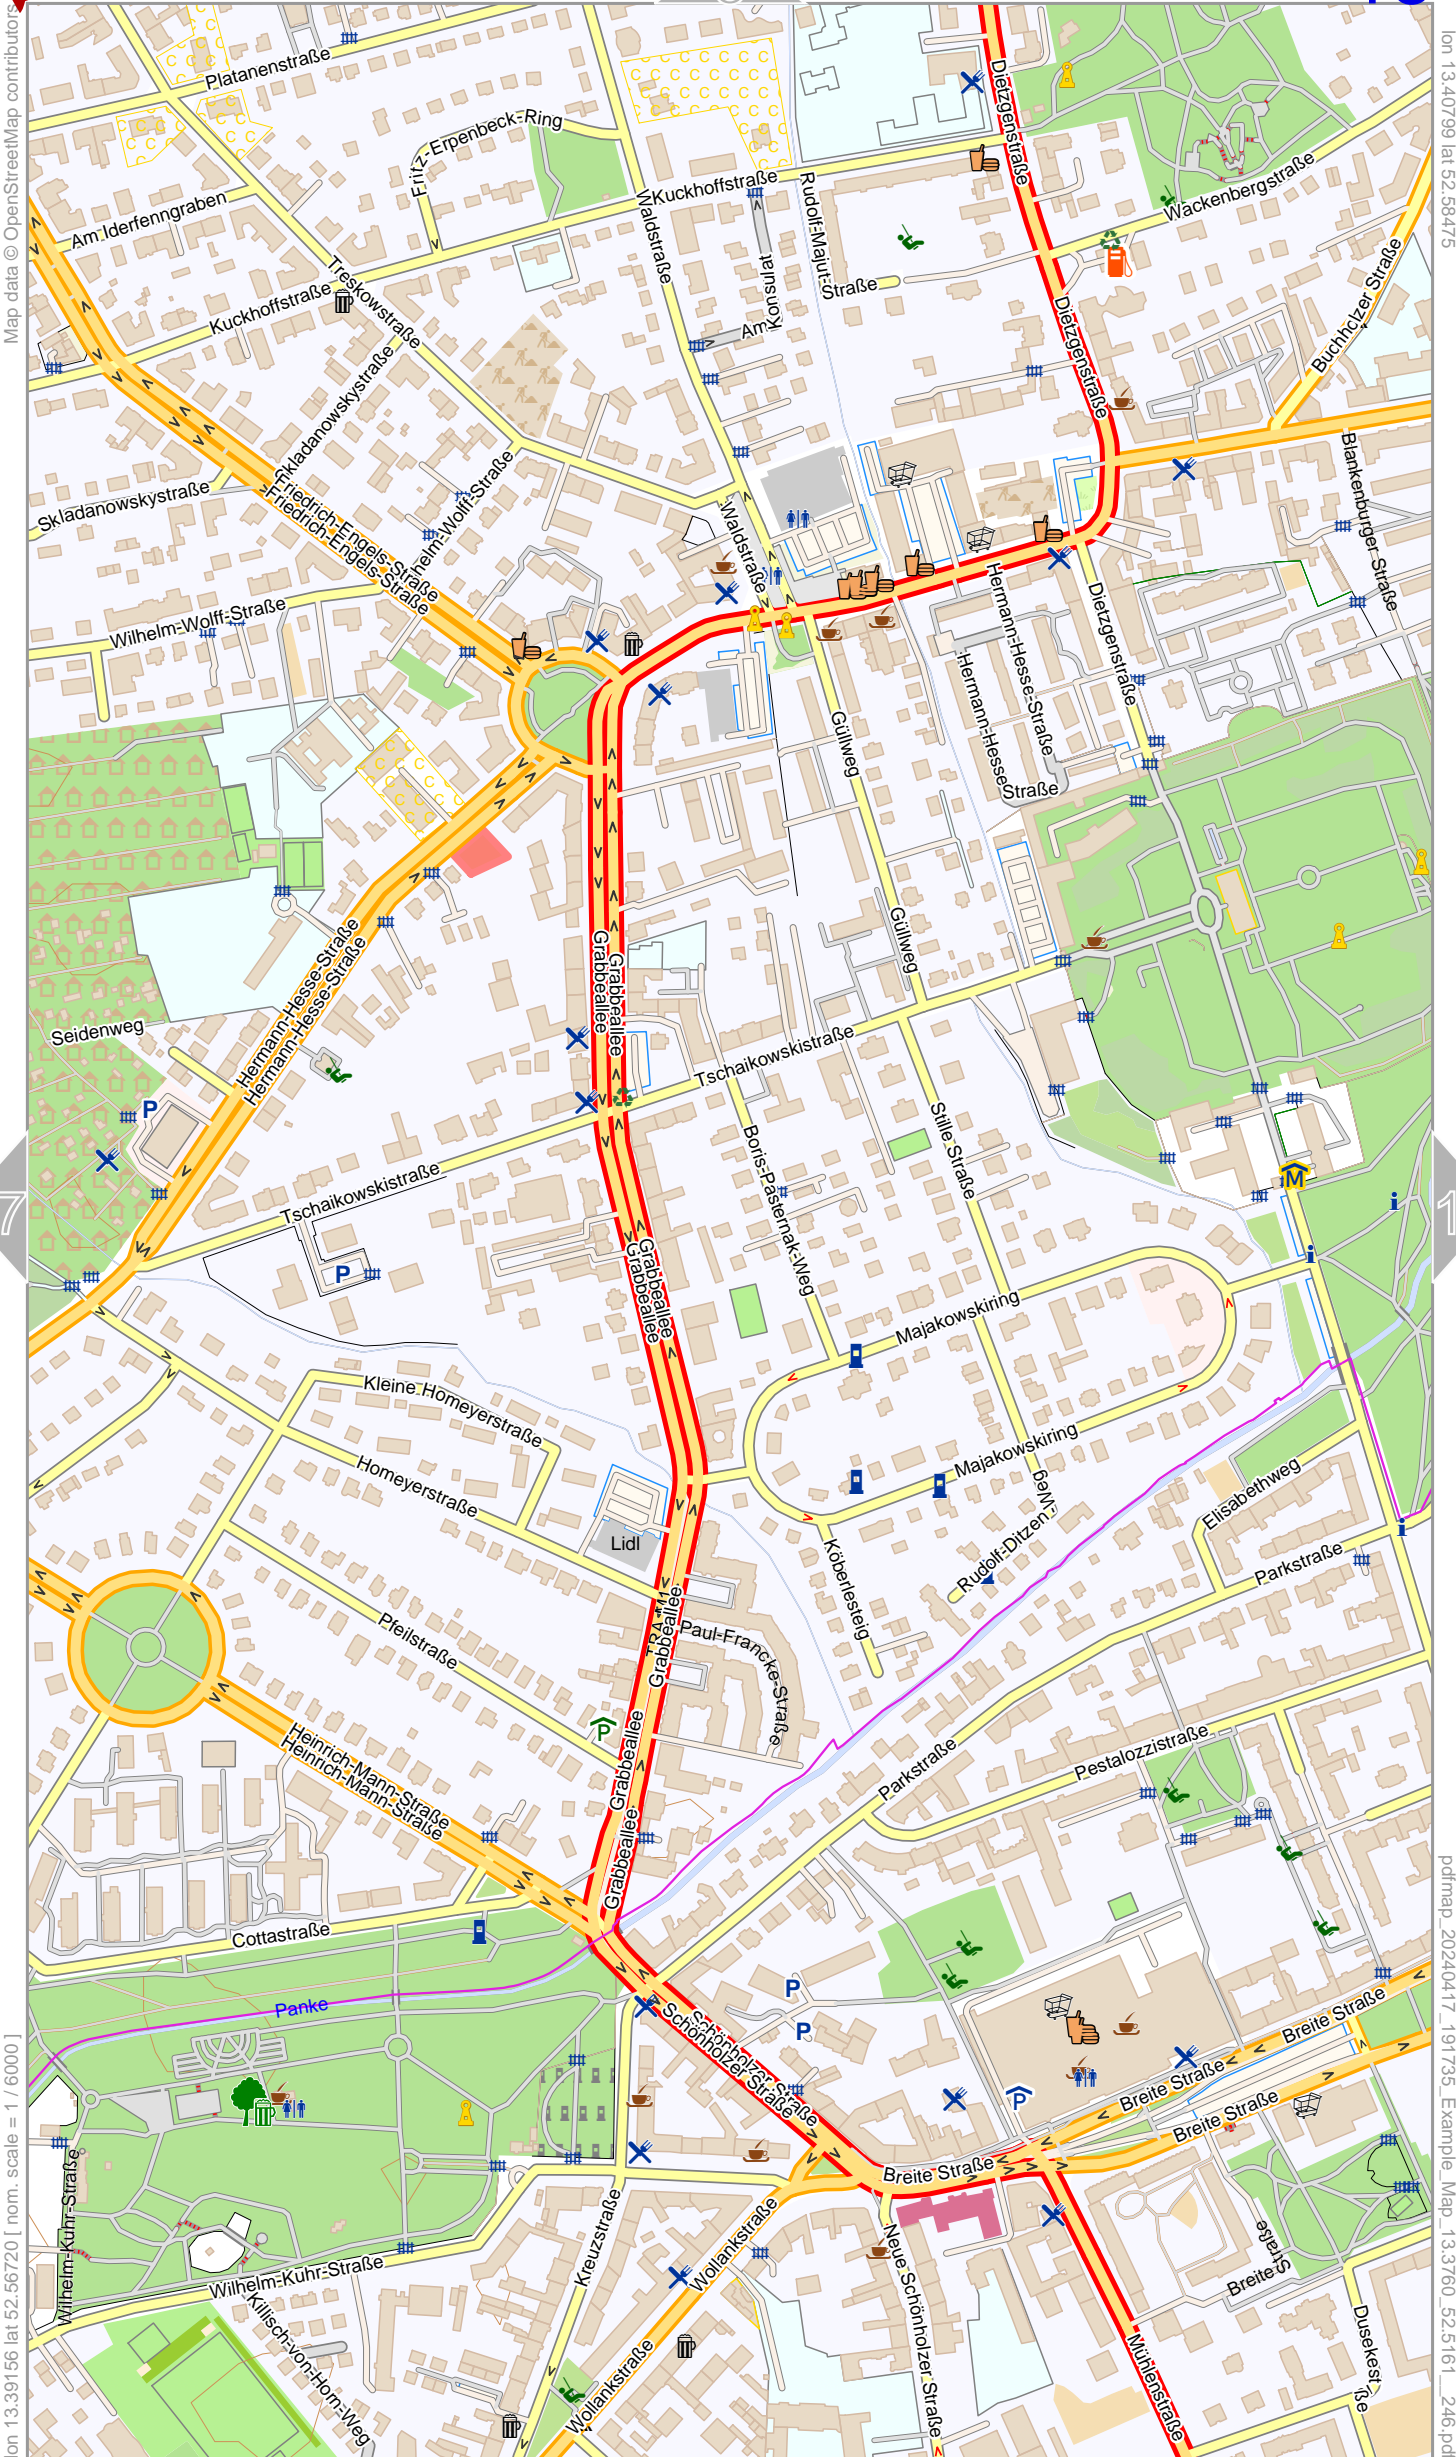 Map data © OpenStreetMap contributors
lon 13.40799 lat 52.58475
Platanenstraße
Dietzgenstraße
Fritz-Erpenbeck-Ring
Kuckhoffstraße
Wackenbergstraße
Am Iderfenngraben
Waldstraße
Rudolf-Majut-
Straße
Konsulat
Am
Treskowstraße
Kuckhoffstraße
Buchholzer Straße
Dietzgenstraße
Skladanowskystraße
Skladanowskystraße
Blankenburger Straße
Friedrich-Engels-Straße
Friedrich-Engels-Straße
helm-Wolff-Straße
Waldstraße
Wilhelm-Wolff-Straße
Hermann-Hesse-Straße
Dietzgenstraße
Hermann-Hesse
Straße
Güllweg
Güllweg
Grabbeallee
Grabbeallee
Hermann-Hesse-Straße
Hermann-Hesse-Straße
Seidenweg
Tschaikowskistraße
P
Stille Straße
Boris-Pasternak-Weg
Tschaikowskistraße
M
7
1
i
i
P
Grabbeallee
Grabbeallee
Majakowskiring
Kleine Homeyerstraße
Majakowskiring
Homeyerstraße
-Weg
Elisabethweg
i
Lidl
Rudolf-Ditzen-
Parkstraße
Köberlesteig
TRAM
Grabbeallee
Paul-Francke-Straße
Pfeilstraße
P
Grabbeallee
Heinrich-Mann-Straße
Heinrich-Mann-Straße
Pestalozzistraße
Parkstraße
Grabbeallee
Cottastraße
Panke
P
P
Schönholzer Straße
Schönholzer Straße
Breite Straße
Breite Straße
Breite Straße
P
Breite Straße
Wilhelm-Kuhr-Straße
Wilhelm-Kuhr-Straße
Kreuzstraße
Wollankstraße
Neue Schönholzer Straße
Breite S
Straße
Killisch-von-Horn-Weg
Wollankstraße
Mühlenstraße
Dusekest
ße
lon 13.39156 lat 52.56720 [ nom. scale = 1 / 6000 ]